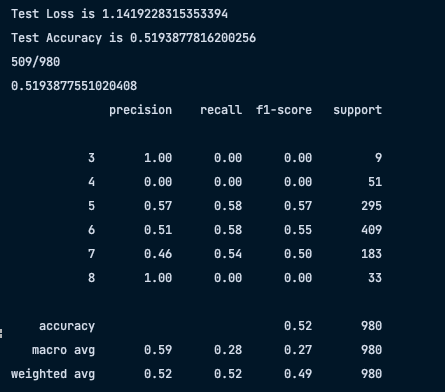 Test Loss is 1.1419228315353394
Test Accuracy is 0.5193877816200256
509/980
0.5193877551020408
precision recall f1-score support
3 1.00 0.00 0.00 9
4 0.00 0.00 0.00 51
5 0.57 0.58 0.57 295
6 0.51 0.58 0.55 409
7 0.46 0.54 0.50 183
8 1.00 0.00 0.00 33
accuracy 0.52 980
macro avg 0.59 0.28 0.27 980
weighted avg 0.52 0.52 0.49 980